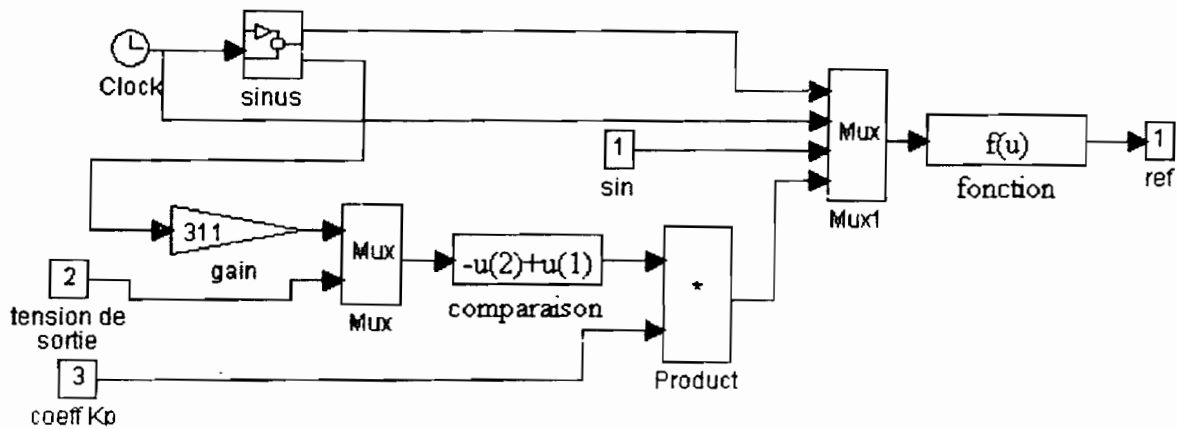 Clock
sinus
1
sin
Mux
Mux1
f(u)
fonction
1
ref
311
gain
2
tension de
sortie
Mux
Mux
-u(2)+u(1)
comparaison
*
Product
3
coeff Kp